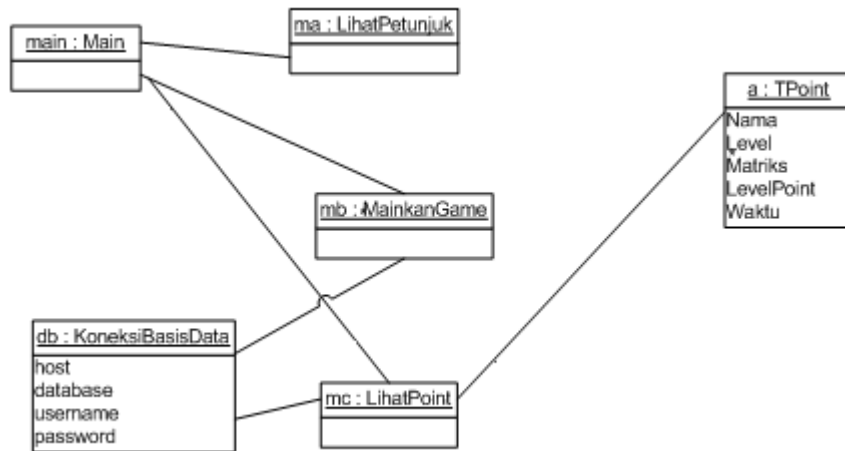 main : Main
ma : LihatPetunjuk
a : TPoint
Nama
Level
Matriks
LevelPoint
Waktu
mb : MainkanGame
db : KoneksiBasisData
host
database
username
password
mc : LihatPoint